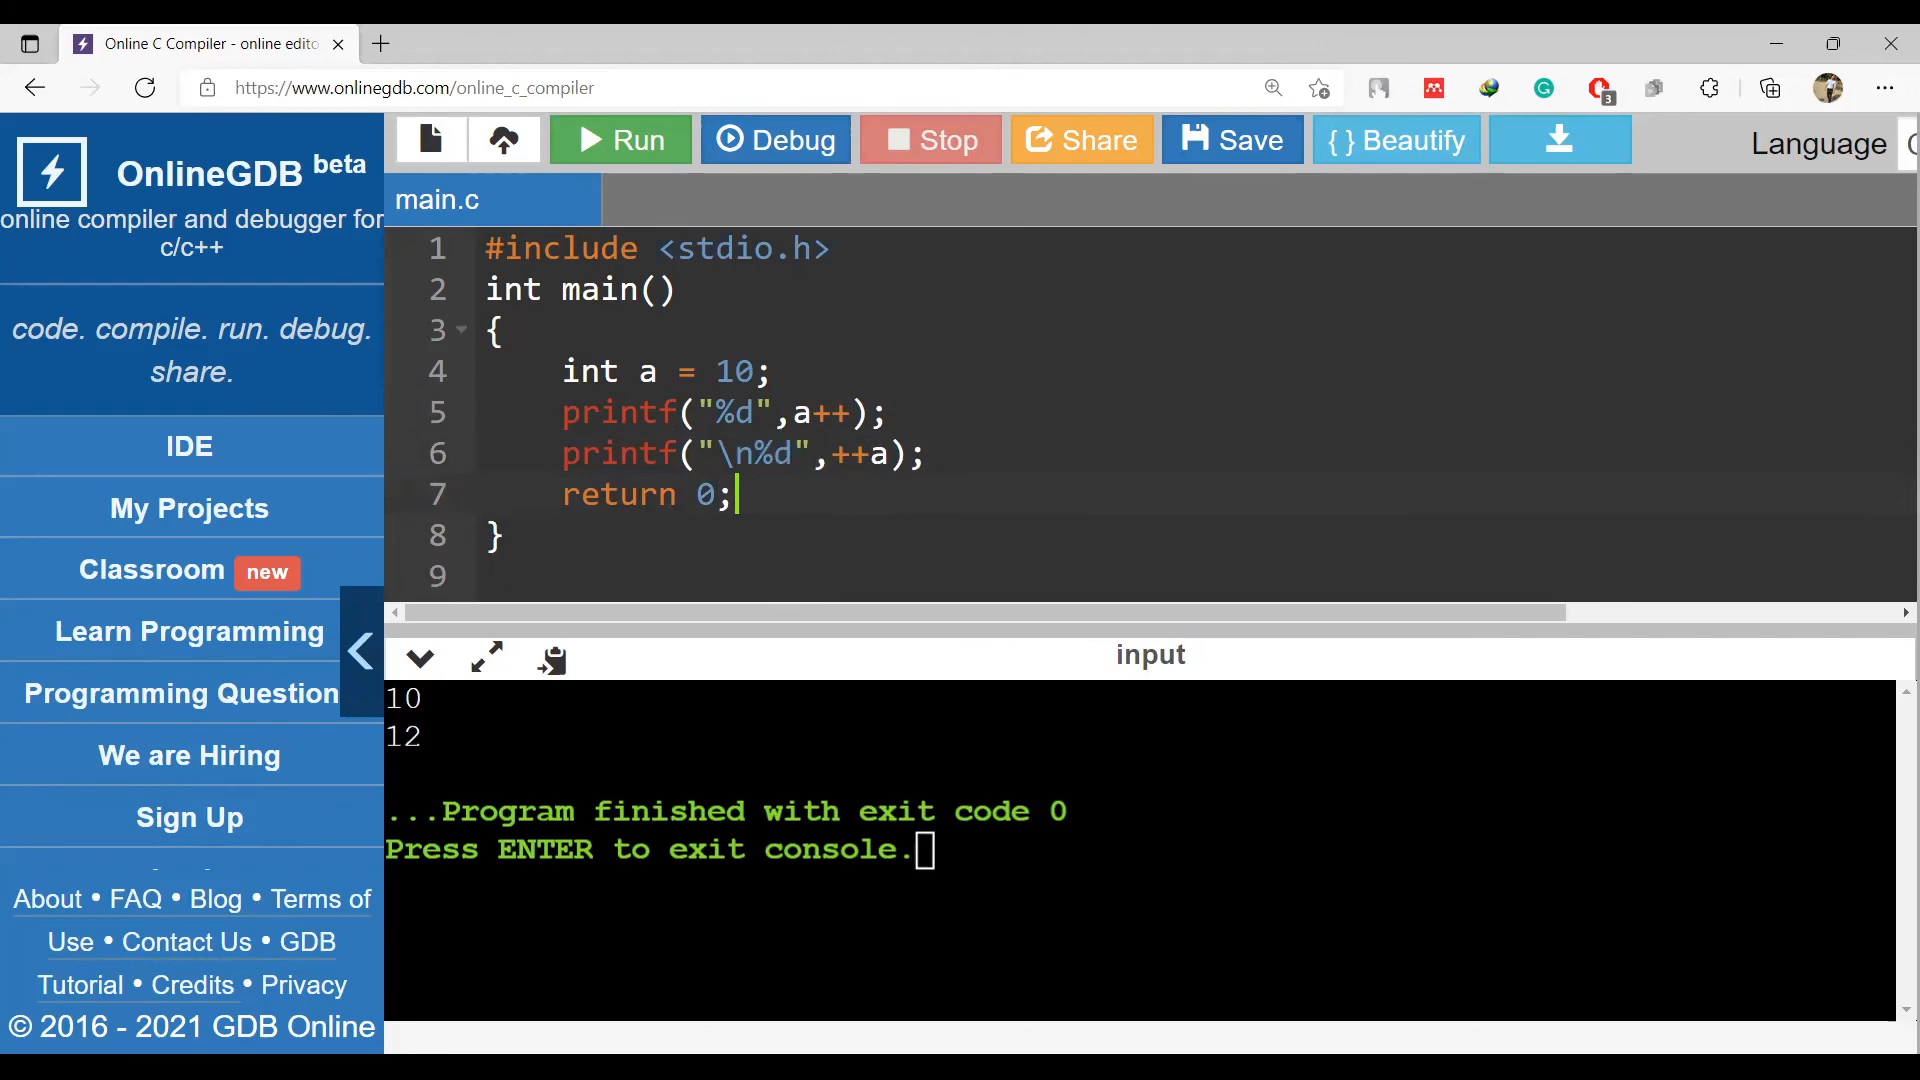 Online C Compiler - online edito
https://www.onlinegdb.com/online_c_compiler
3
OnlineGDB beta
online compiler and debugger for
c/c++
code. compile. run. debug.
share.
IDE
My Projects
Classroom new
Learn Programming
Programming Question
We are Hiring
Sign Up
About • FAQ • Blog • Terms of
Use • Contact Us • GDB
Tutorial • Credits • Privacy
© 2016 - 2021 GDB Online
Run Debug Stop Share Save { } Beautify Language
main.c
1 #include <stdio.h>
2 int main()
3 {
4 int a = 10;
5 printf("%d",a++);
6 printf("\n%d",++a);
7 return 0;
8 }
9
input
10
12
...Program finished with exit code 0
Press ENTER to exit console.